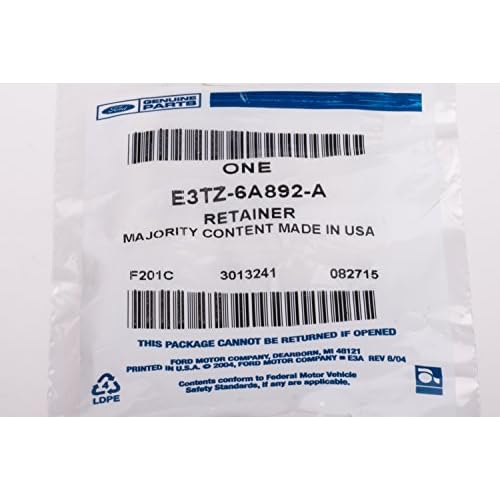 Ford
GENUINE
PARTS
ONE
E3TZ-6A892-A
RETAINER
MAJORITY CONTENT MADE IN USA
F201C 3013241 082715
THIS PACKAGE CANNOT BE RETURNED IF OPENED
FORD MOTOR COMPANY, DEARBORN, MI 48121
PRINTED IN U.S.A. © 2004, FORD MOTOR COMPANY E3A REV 8/04
Contents conform to Federal Motor Vehicle
Safety Standards, if any are applicable.
4
LDPE